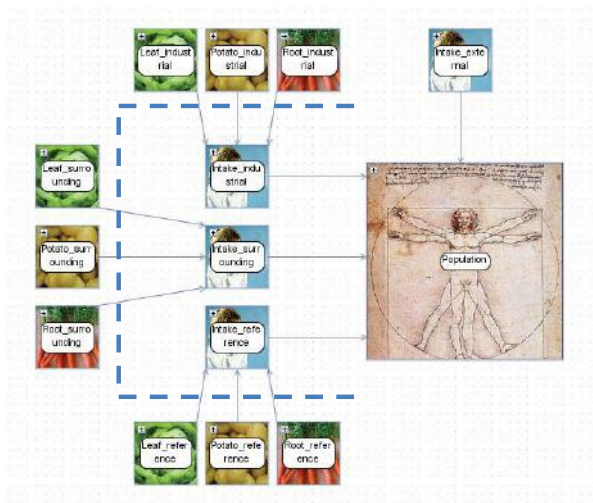 Leaf_indust
rial
Potato_indu
strial
Root_indust
rial
Intake_exte
rnal
Leaf_surro
unding
Intake_indu
strial
Potato_surr
ounding
Intake_surr
ounding
Population
Root_surro
unding
Intake_refe
rence
Leaf_refer
ence
Potato_refe
rence
Root_refer
ence